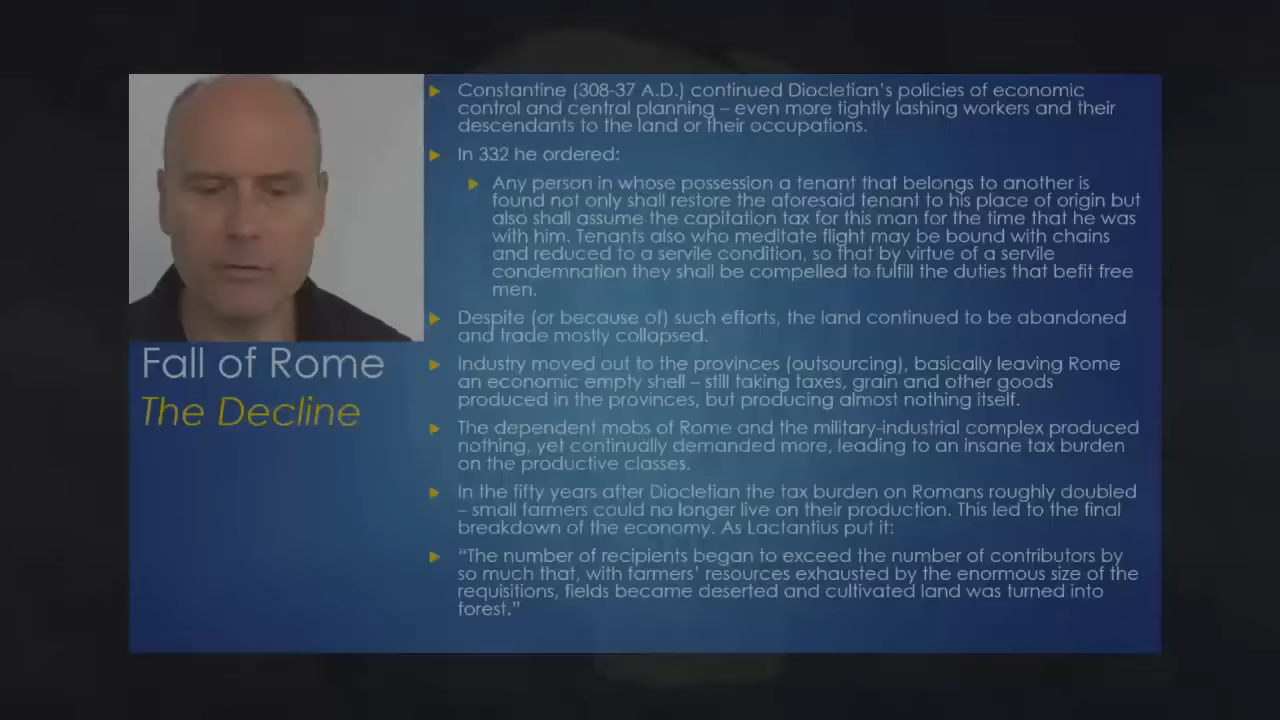 Fall of Rome
The Decline
Constantine (308-37 A.D.) continued Diocletian's policies of economic
control and central planning – even more tightly lashing workers and their
descendants to the land or their occupations.
In 332 he ordered:
Any person in whose possession a tenant that belongs to another is
found not only shall restore the aforesaid tenant to his place of origin but
also shall assume the capitation tax for this man for the time that he was
with him. Tenants also who meditate flight may be bound with chains
and reduced to a servile condition, so that by virtue of a servile
condemnation they shall be compelled to fulfill the duties that befit free
men.
Despite (or because of) such efforts, the land continued to be abandoned
and trade mostly collapsed.
Industry moved out to the provinces (outsourcing), basically leaving Rome
an economic empty shell – still taking taxes, grain and other goods
produced in the provinces, but producing almost nothing itself.
The dependent mobs of Rome and the military-industrial complex produced
nothing, yet continually demanded more, leading to an insane tax burden
on the productive classes.
In the fifty years after Diocletian the tax burden on Romans roughly doubled
– small farmers could no longer live on their production. This led to the final
breakdown of the economy. As Lactantius put it:
“The number of recipients began to exceed the number of contributors by
so much that, with farmers’ resources exhausted by the enormous size of the
requisitions, fields became deserted and cultivated land was turned into
forest.”